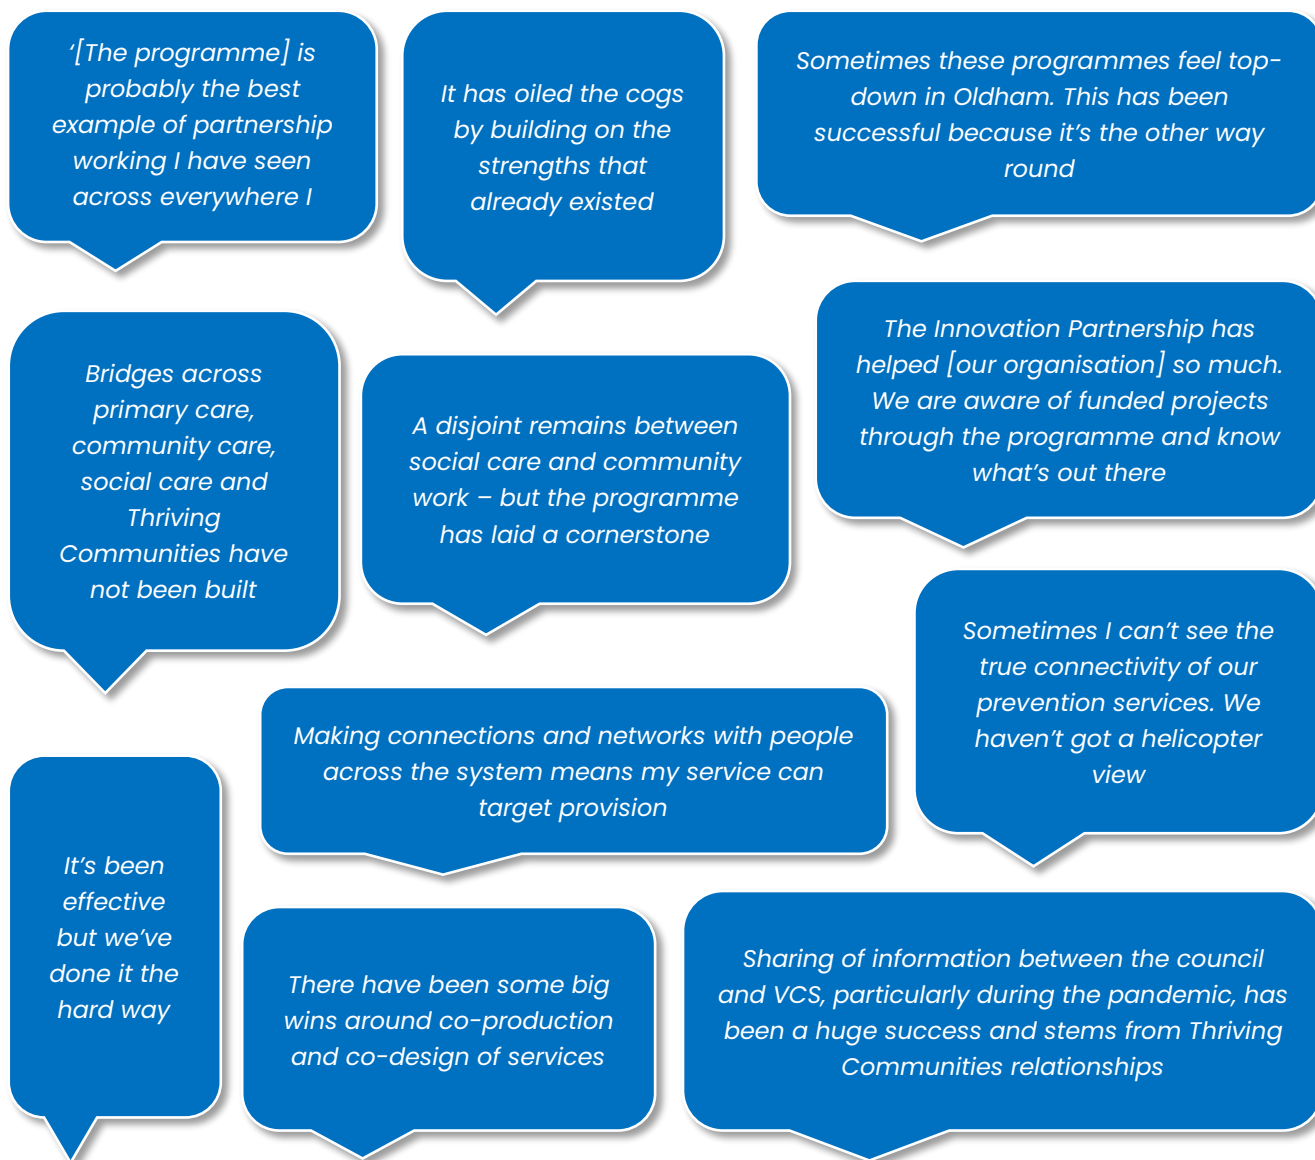 ‘[The programme] is
probably the best
example of partnership
working I have seen
across everywhere I
It has oiled the cogs
by building on the
strengths that
already existed
Sometimes these programmes feel top-
down in Oldham. This has been
successful because it’s the other way
round
Bridges across
primary care,
community care,
social care and
Thriving
Communities have
not been built
A disjoint remains between
social care and community
work – but the programme
has laid a cornerstone
The Innovation Partnership has
helped [our organisation] so much.
We are aware of funded projects
through the programme and know
what’s out there
Sometimes I can’t see the
true connectivity of our
prevention services. We
haven’t got a helicopter
view
Making connections and networks with people
across the system means my service can
target provision
It’s been
effective
but we’ve
done it the
hard way
There have been some big
wins around co-production
and co-design of services
Sharing of information between the council
and VCS, particularly during the pandemic, has
been a huge success and stems from Thriving
Communities relationships